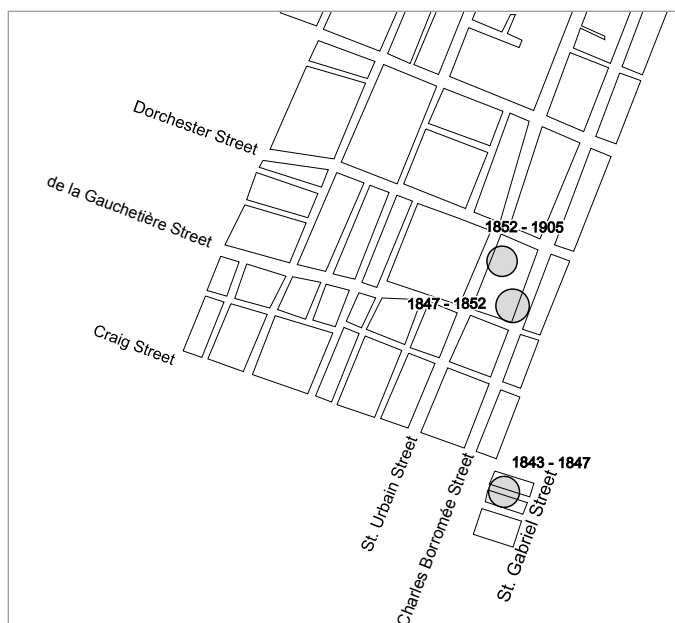 Dorchester Street
de la Gauchetière Street
1852 - 1905
1847 - 1852
Craig Street
1843 - 1847
St. Urbain Street
Charles Borromée Street
St. Gabriel Street